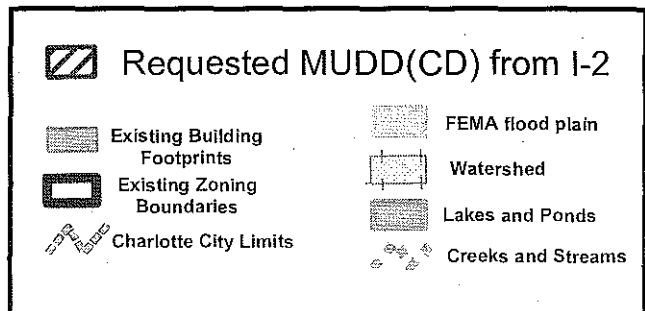 Requested MUDD(CD) from I-2
Existing Building
Footprints
Existing Zoning
Boundaries
Charlotte City Limits
FEMA flood plain
Watershed
Lakes and Ponds
Creeks and Streams